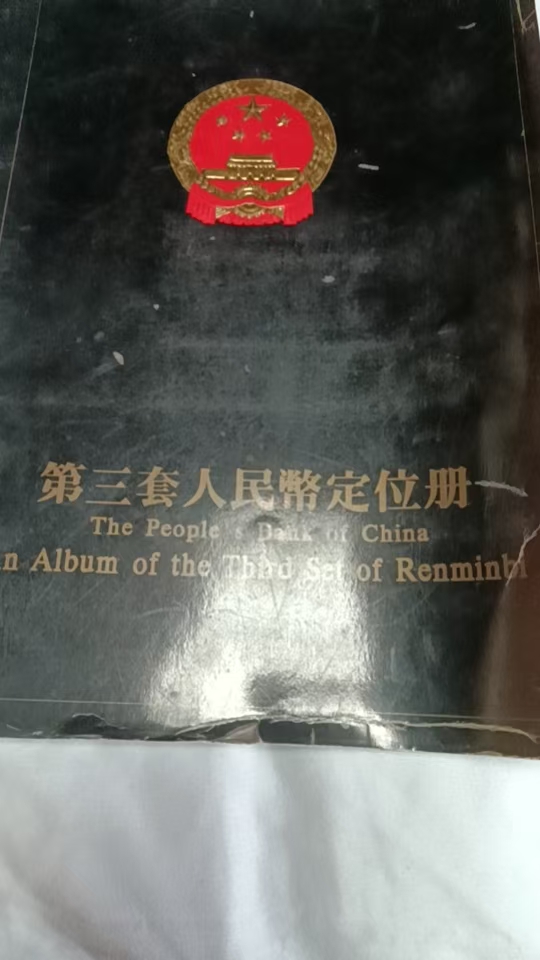 第三套人民幣定位册
The People's Bank of China
n Album of the Third Set of Renminbi